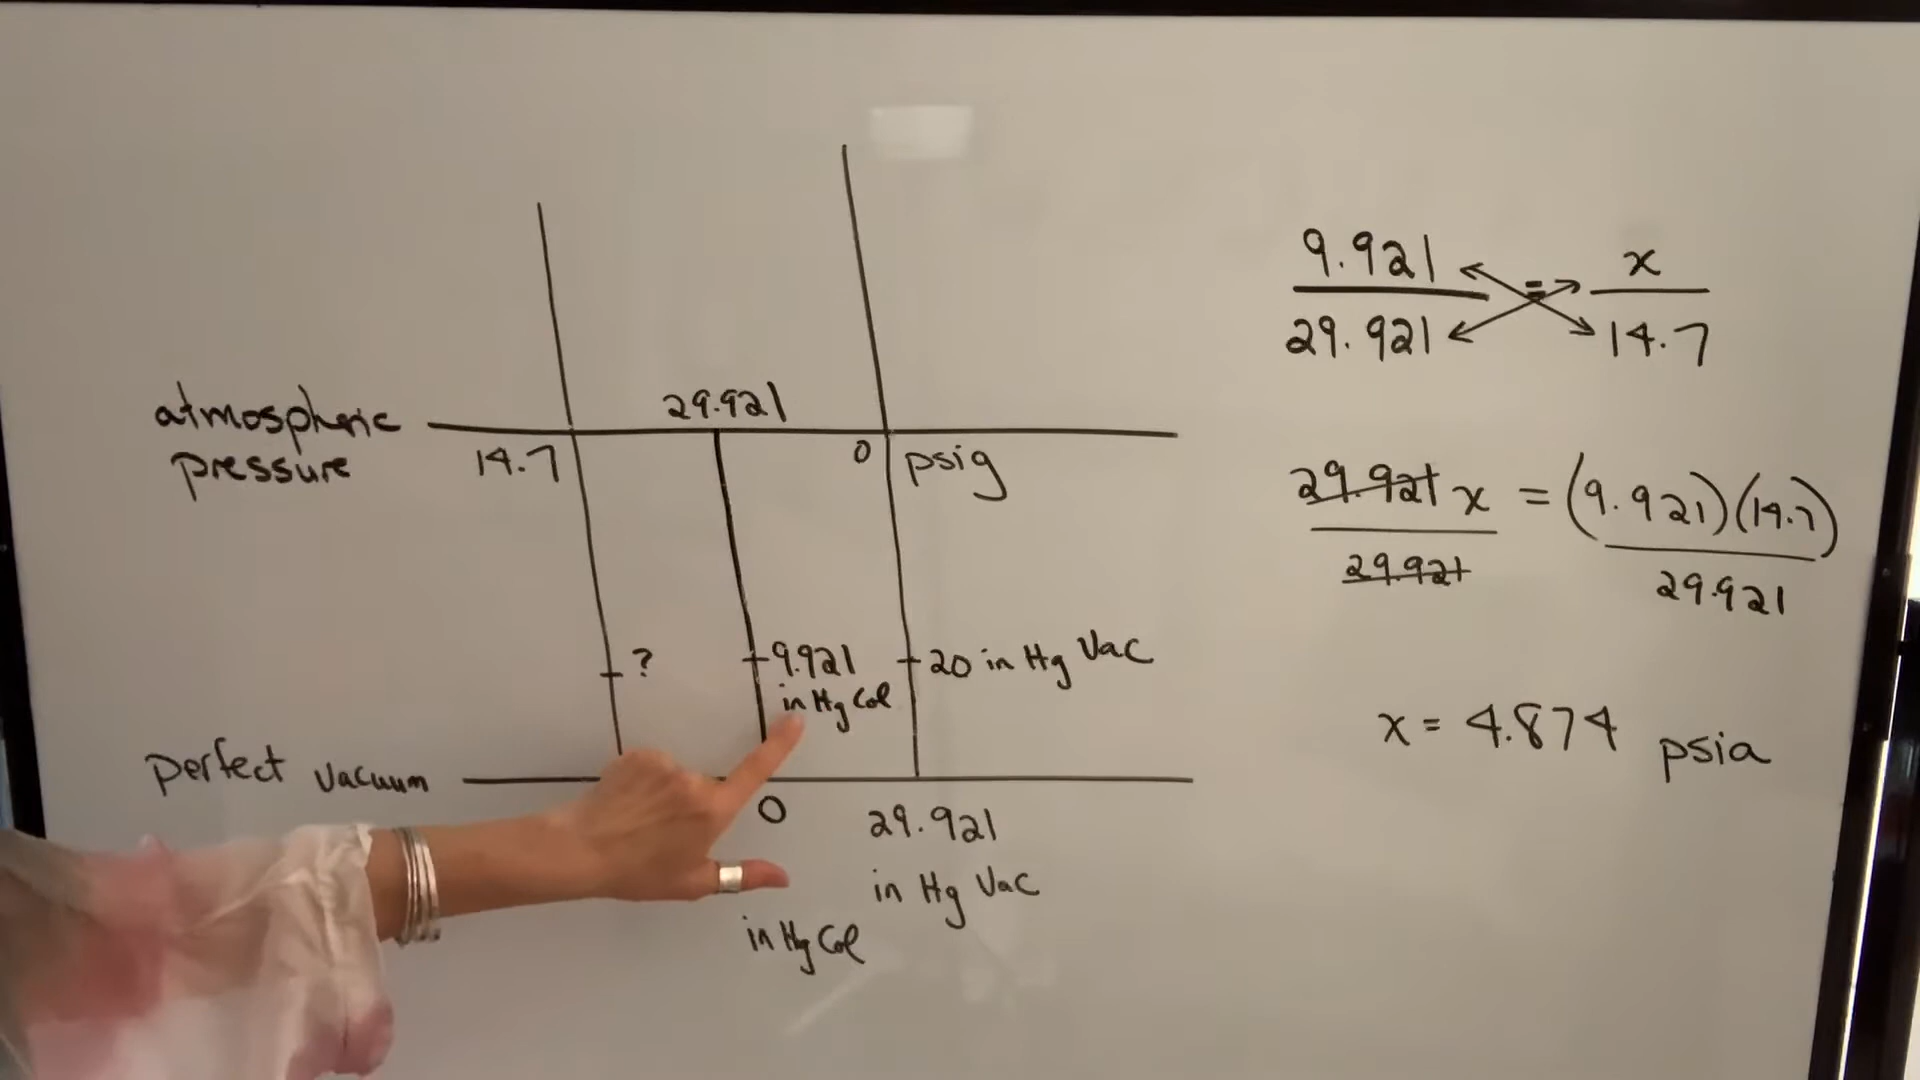 atmospheric
pressure
14.7
29.921
0
psig
?
9.921
in Hg Col
20 in Hg Vac
perfect vacuum
0
29.921
in Hg Vac
in Hg Col
9.921 = x
29.921 14.7
29.921 x = (9.921)(14.7)
29.921 29.921
x = 4.874 psia